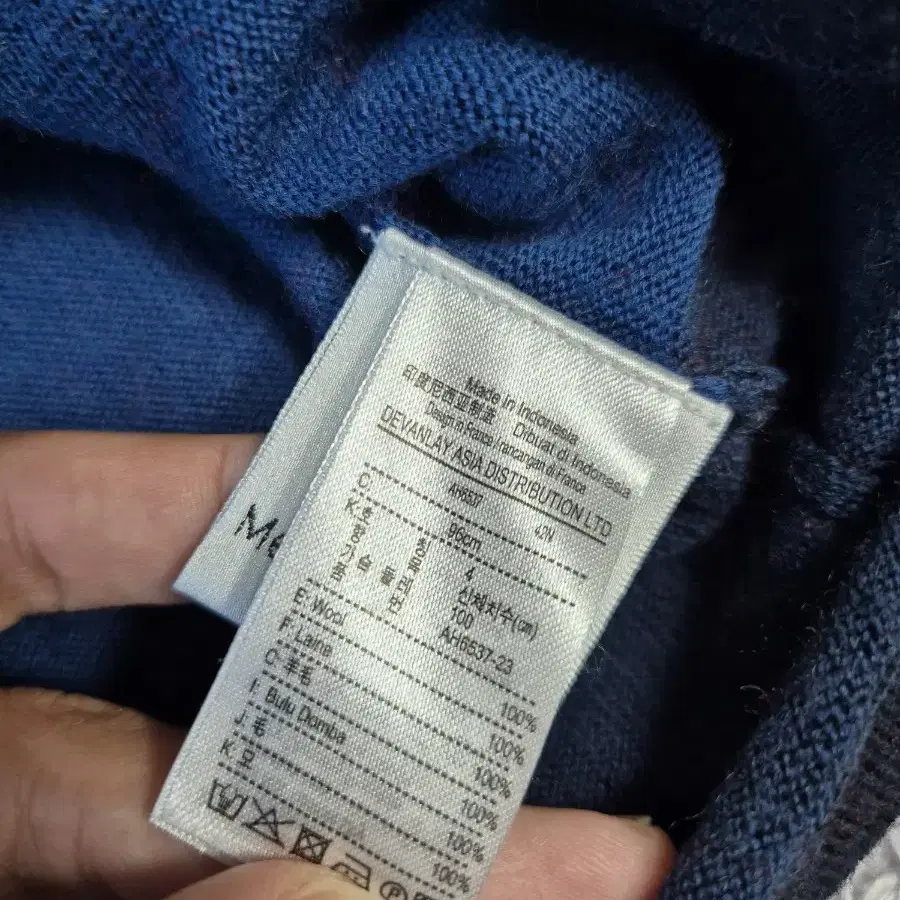 Made in Indonesia
印度尼西亚制造 Dibuat di Indonesia
Design in France/rancangan di France
DEVANLAY ASIA DISTRIBUTION LTD
C: AH6537 42N
96cm
K: 호칭 4 신체치수(cm)
가슴둘레 100
품번 AH6537-23
E: Wool 100%
F: Laine 100%
C: 羊毛 100%
I: Bulu Domba 100%
J: 毛 100%
K: 모 100%
Me